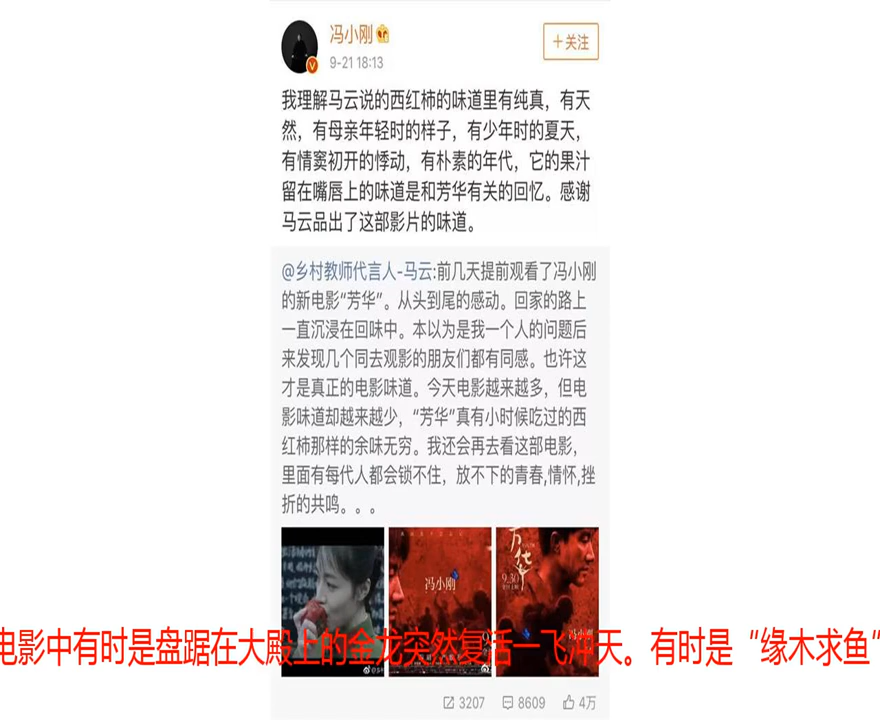 冯小刚
9-21 18:13
＋关注
我理解马云说的西红柿的味道里有纯真，有天
然，有母亲年轻时的样子，有少年时的夏天，
有情窦初开的悸动，有朴素的年代，它的果汁
留在嘴唇上的味道是和芳华有关的回忆。感谢
马云品出了这部影片的味道。
@乡村教师代言人-马云:前几天提前观看了冯小刚
的新电影“芳华”。从头到尾的感动。回家的路上
一直沉浸在回味中。本以为是我一个人的问题后
来发现几个同去观影的朋友们都有同感。也许这
才是真正的电影味道。今天电影越来越多，但电
影味道却越来越少，“芳华”真有小时候吃过的西
红柿那样的余味无穷。我还会再去看这部电影，
里面有每代人都会锁不住，放不下的青春,情怀,挫
折的共鸣。。。
冯小刚
芳华
9.30
冯小刚
电影中有时是盘踞在大殿上的金龙突然复活一飞冲天。有时是“缘木求鱼”
3207
8609
4万